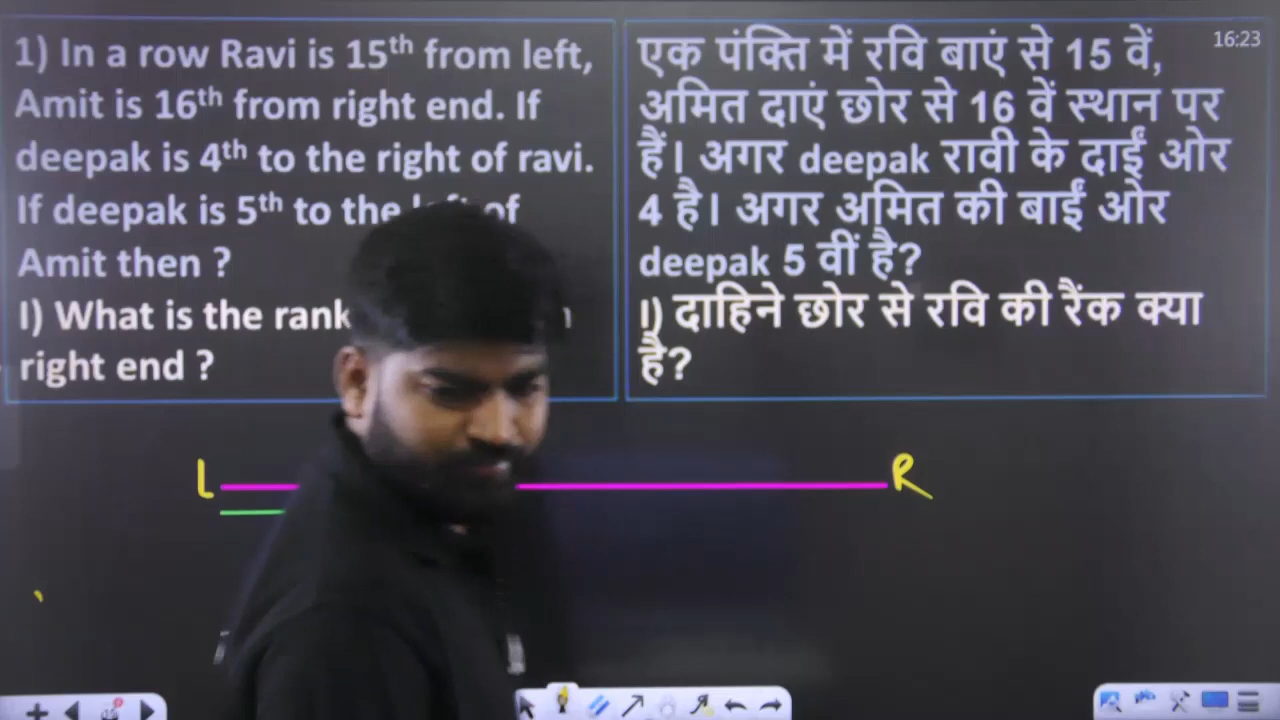 1) In a row Ravi is 15th from left,
Amit is 16th from right end. If
deepak is 4th to the right of ravi.
If deepak is 5th to the of
Amit then ?
I) What is the rank
right end ?
एक पंक्ति में रवि बाएं से 15 वें,
अमित दाएं छोर से 16 वें स्थान पर
हैं। अगर deepak रावी के दाईं ओर
4 है। अगर अमित की बाईं ओर
deepak 5 वीं है?
I) दाहिने छोर से रवि की रैंक क्या
है?
16:23
L
R